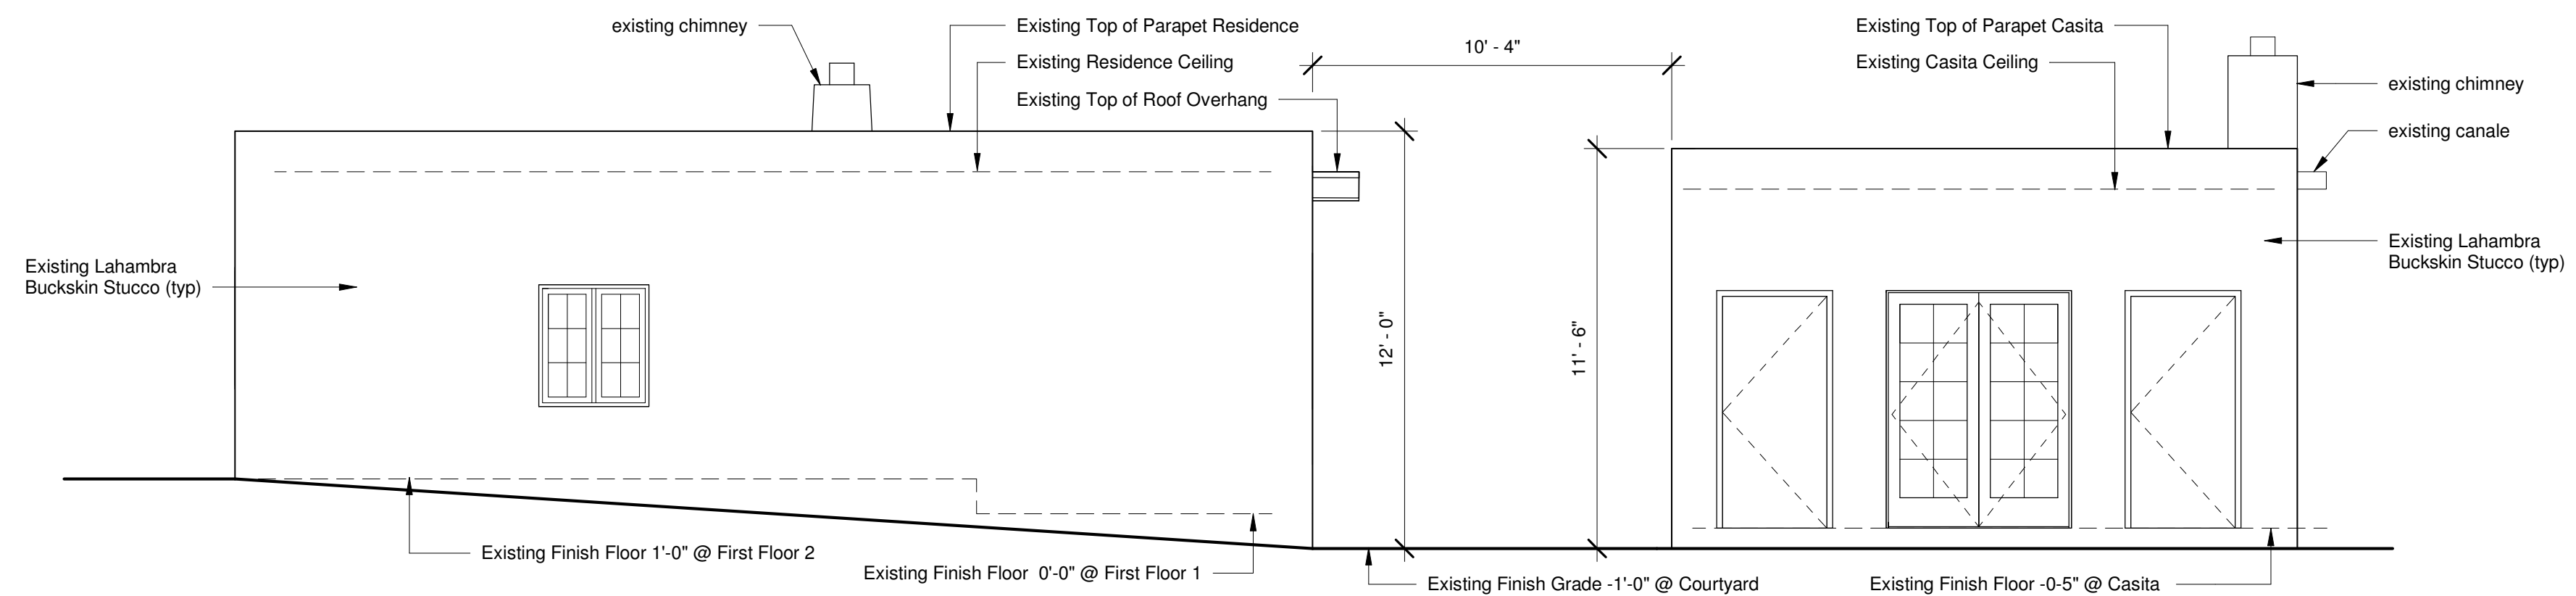 existing chimney
Existing Top of Parapet Residence
Existing Residence Ceiling
Existing Top of Roof Overhang
10' - 4"
Existing Top of Parapet Casita
Existing Casita Ceiling
existing chimney
existing canale
Existing Lahambra
Buckskin Stucco (typ)
12' - 0"
11' - 6"
Existing Lahambra
Buckskin Stucco (typ)
Existing Finish Floor 1'-0" @ First Floor 2
Existing Finish Floor  0'-0" @ First Floor 1
Existing Finish Grade -1'-0" @ Courtyard
Existing Finish Floor -0-5" @ Casita